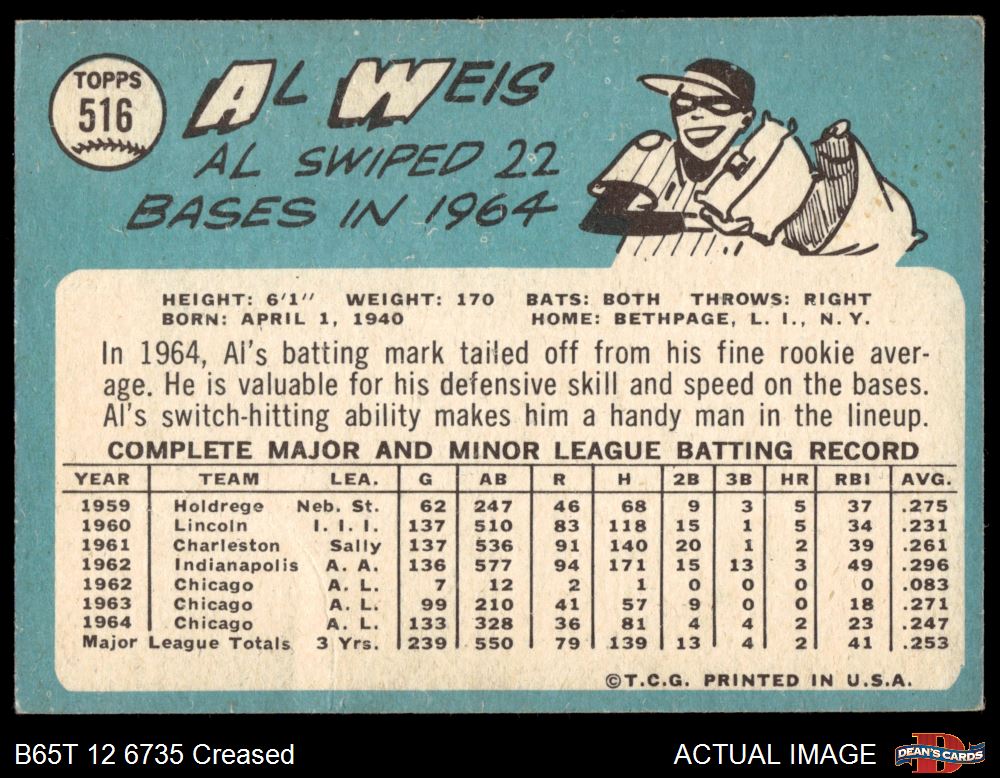 TOPPS
516
AL WEIS
AL SWIPED 22
BASES IN 1964
HEIGHT: 6'1" WEIGHT: 170 BATS: BOTH THROWS: RIGHT
BORN: APRIL 1, 1940 HOME: BETHPAGE, L. I., N. Y.
In 1964, Al's batting mark tailed off from his fine rookie aver-
age. He is valuable for his defensive skill and speed on the bases.
Al's switch-hitting ability makes him a handy man in the lineup.
COMPLETE MAJOR AND MINOR LEAGUE BATTING RECORD
YEAR TEAM LEA. G AB R H 2B 3B HR RBI AVG.
1959 Holdrege Neb. St. 62 247 46 68 9 3 5 37 .275
1960 Lincoln I. I. I. 137 510 83 118 15 1 5 34 .231
1961 Charleston Sally 137 536 91 140 20 1 2 39 .261
1962 Indianapolis A. A. 136 577 94 171 15 13 3 49 .296
1962 Chicago A. L. 7 12 2 1 0 0 0 0 .083
1963 Chicago A. L. 99 210 41 57 9 0 0 18 .271
1964 Chicago A. L. 133 328 36 81 4 4 2 23 .247
Major League Totals 3 Yrs. 239 550 79 139 13 4 2 41 .253
©T.C.G. PRINTED IN U.S.A.
B65T 12 6735 Creased ACTUAL IMAGE
DEAN'S CARDS